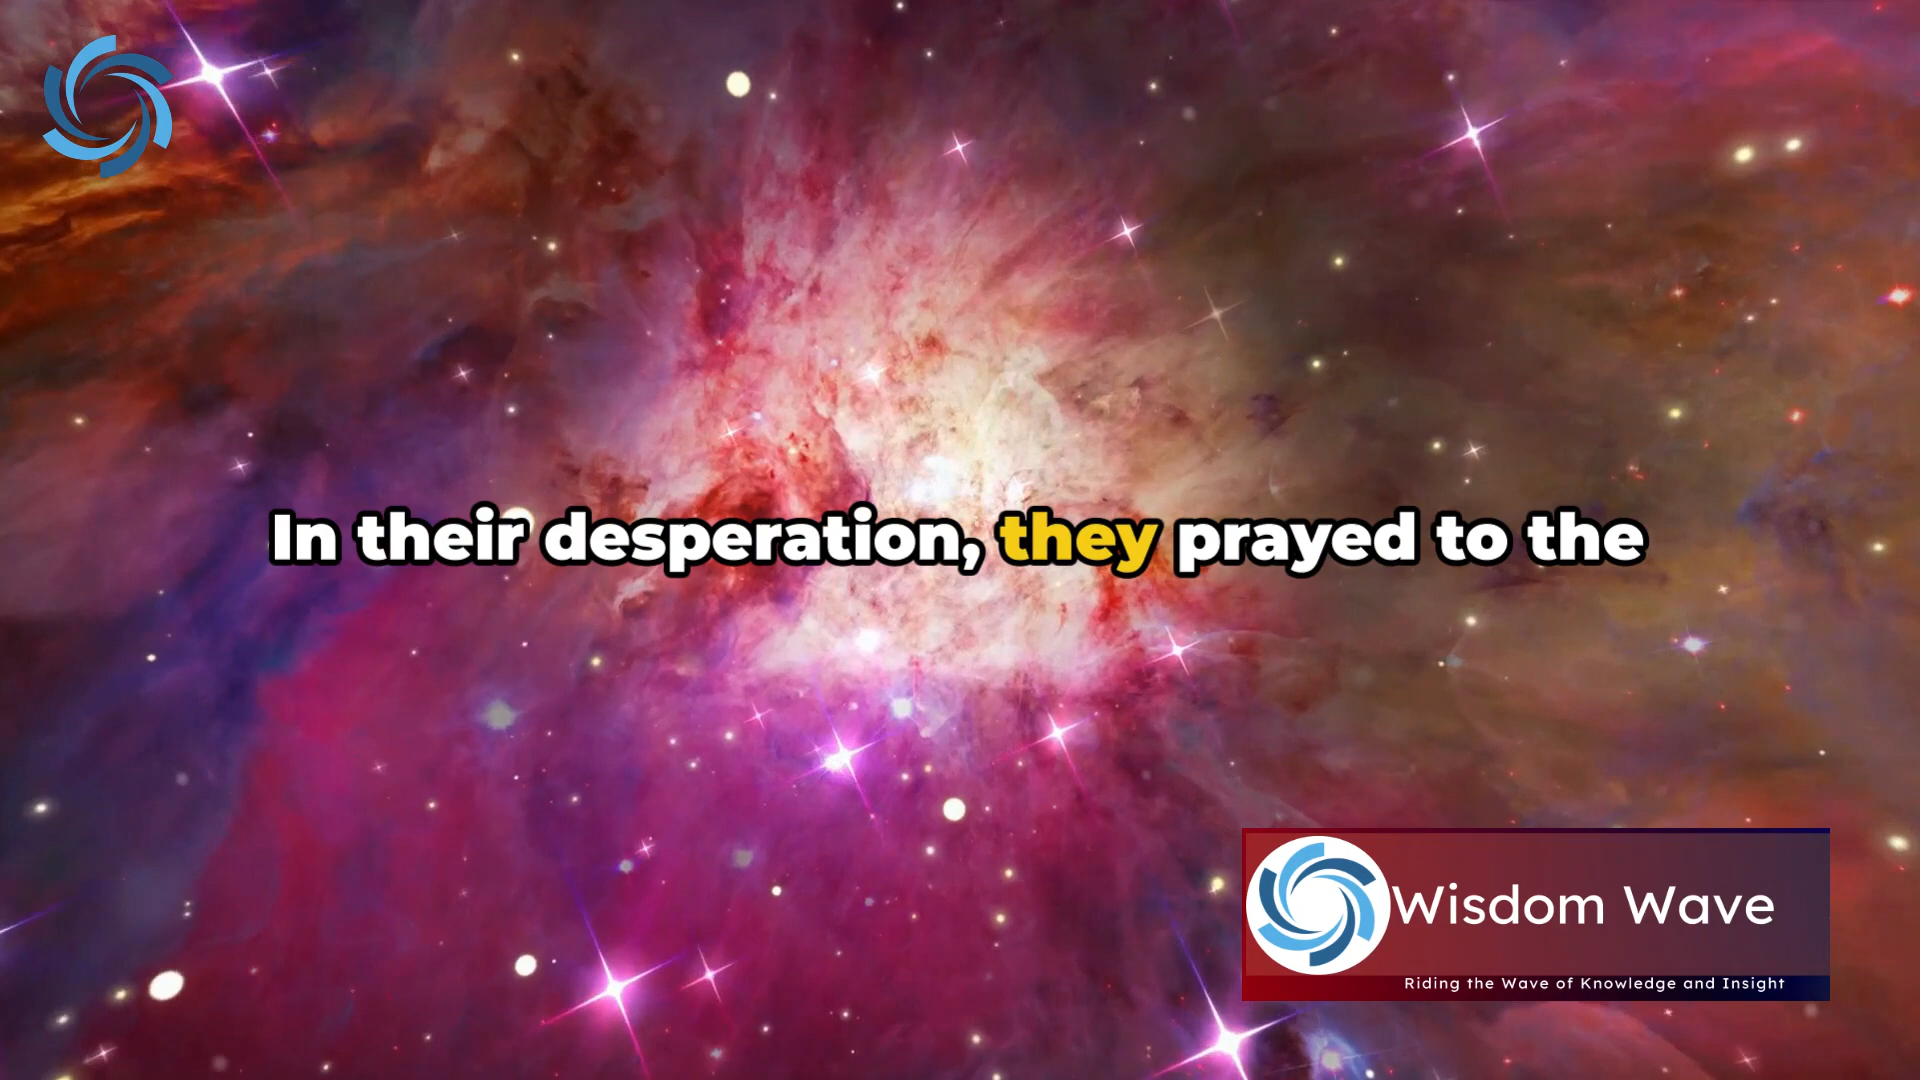 In their desperation, they prayed to the
Wisdom Wave
Riding the Wave of Knowledge and Insight